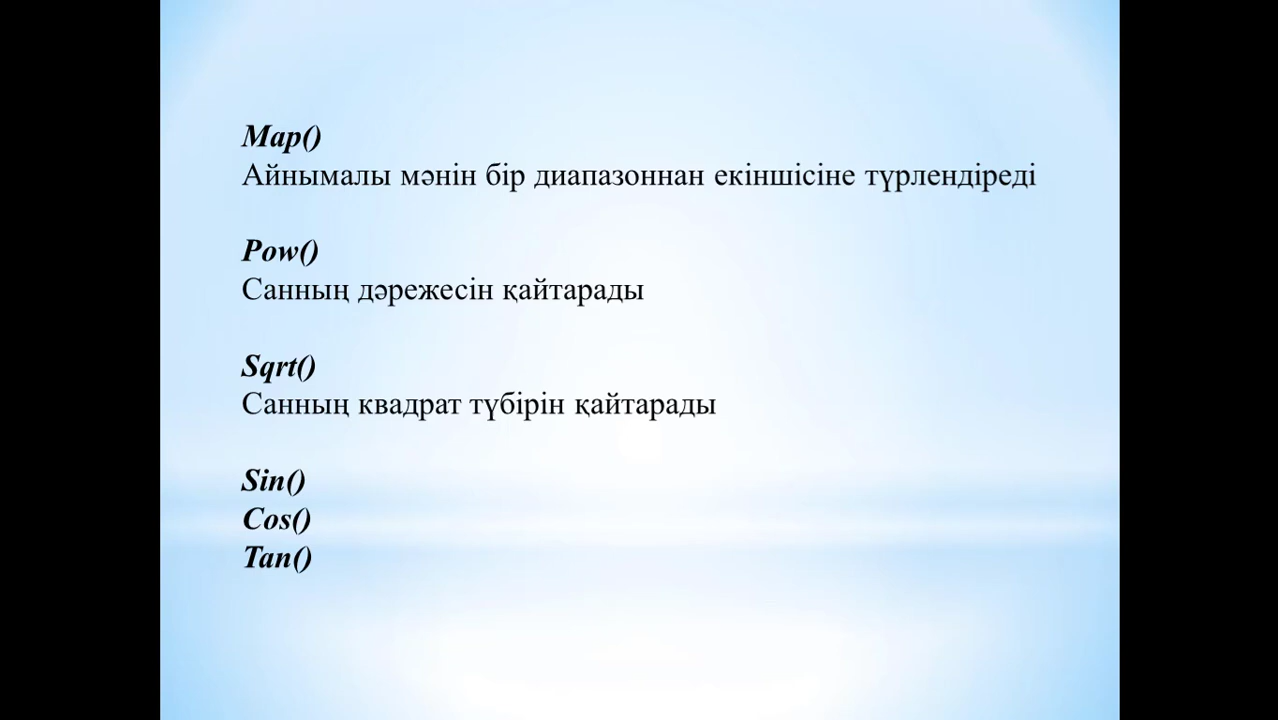 Map()
Айнымалы мәнін бір диапазоннан екіншісіне түрлендіреді
Pow()
Санның дәрежесін қайтарады
Sqrt()
Санның квадрат түбірін қайтарады
Sin()
Cos()
Tan()